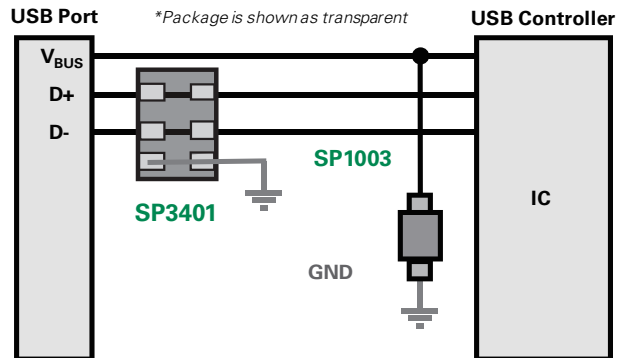 USB Port
*Package is shown as transparent
USB Controller
VBUS
D+
D-
SP1003
SP3401
IC
GND